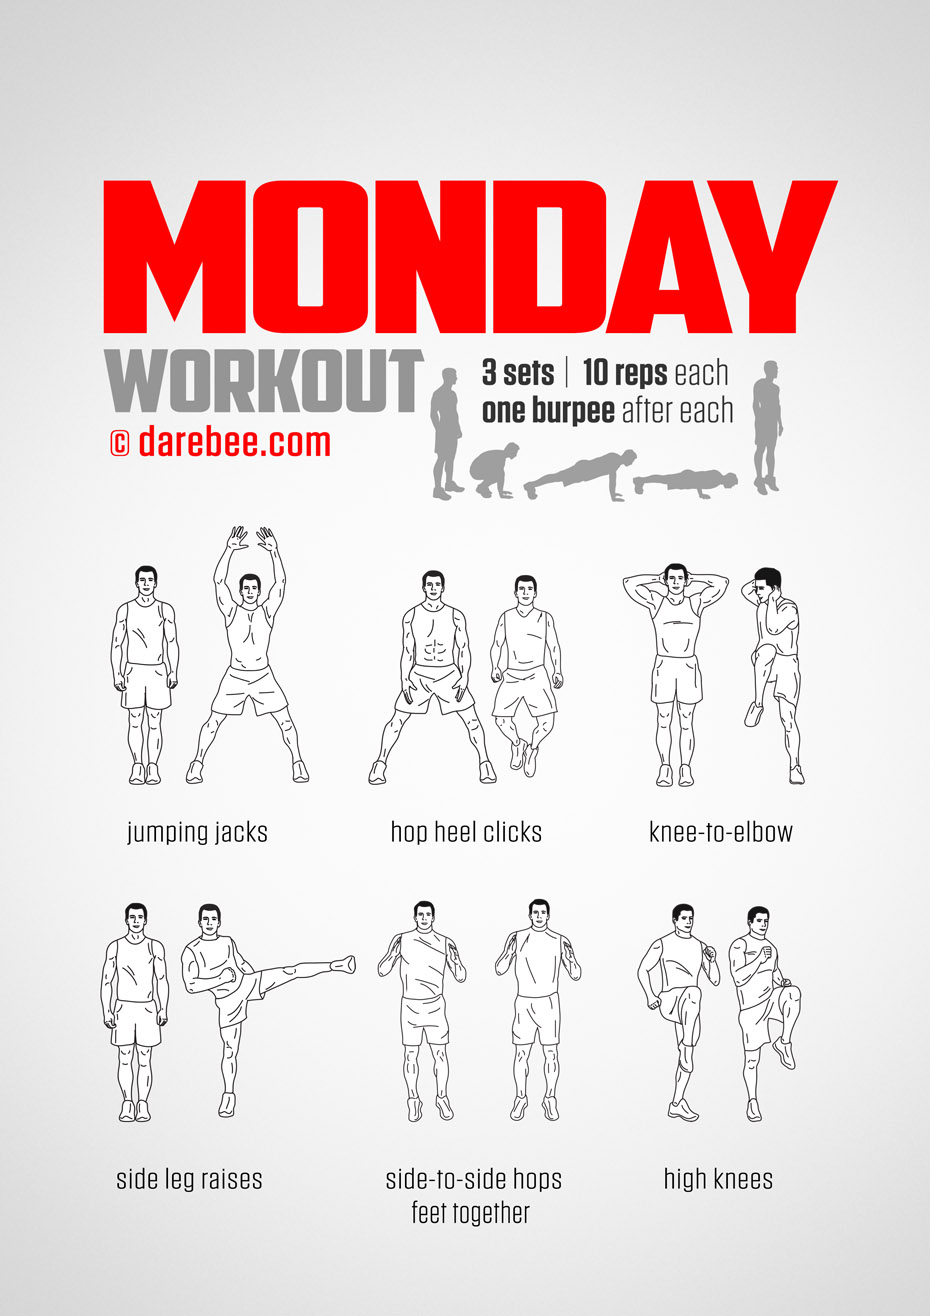 MONDAY
WORKOUT
© darebee.com
3 sets | 10 reps each
one burpee after each
jumping jacks
hop heel clicks
knee-to-elbow
side leg raises
side-to-side hops
feet together
high knees